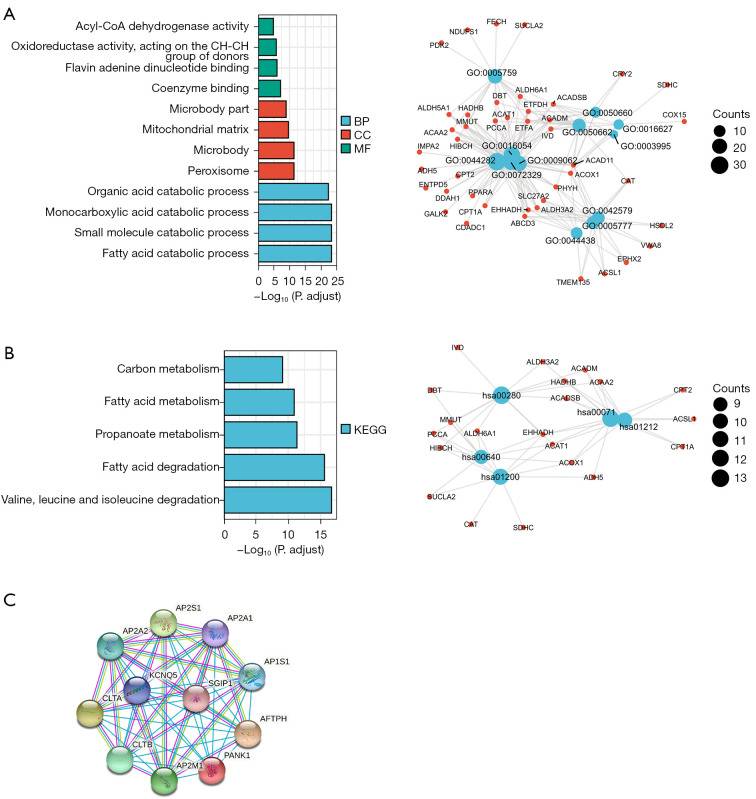 A
Acyl-CoA dehydrogenase activity
Oxidoreductase activity, acting on the CH-CH
group of donors
Flavin adenine dinucleotide binding
Coenzyme binding
Microbody part
Mitochondrial matrix
Microbody
Peroxisome
Organic acid catabolic process
Monocarboxylic acid catabolic process
Small molecule catabolic process
Fatty acid catabolic process
0 5 10 15 20 25
−Log10 (P. adjust)
BP
CC
MF
FECH
SUCLA2
NDUFS1
PDK2
GO:0005759
CRY2
SDHC
ALDH6A1
DBT
ACADSB
ETFDH
ALDH5A1
HADHB
ACAT1
GO:0050660
COX15
MMUT
ACADM
PCCA
ETFA
GO:0050662
GO:0016627
ACAA2
IVD
GO:0003995
IMPA2
HIBCH
GO:0016054
GO:0044282
GO:0009062
ACAD11
ADH5
CPT2
GO:0072329
ACOX1
CAT
ENTPD5
PPARA
PHYH
DDAH1
SLC27A2
GALK2
CPT1A
EHHADH
ALDH3A2
GO:0042579
CDADC1
ABCD3
GO:0005777
HSDL2
GO:0044438
VWA8
EPHX2
ACSL1
TMEM135
Counts
10
20
30
B
Carbon metabolism
Fatty acid metabolism
Propanoate metabolism
Fatty acid degradation
Valine, leucine and isoleucine degradation
0 5 10 15
−Log10 (P. adjust)
KEGG
IVD
ALDH3A2
ACADM
HADHB
ACAA2
DBT
CPT2
hsa00280
ACADSB
MMUT
hsa00071
ACSL1
PCCA
ALDH6A1
EHHADH
hsa01212
HIBCH
ACAT1
CPT1A
hsa00640
ACOX1
hsa01200
ADH5
SUCLA2
CAT
SDHC
Counts
9
10
11
12
13
C
AP2S1
AP2A2
AP2A1
AP1S1
KCNQ5
SGIP1
CLTA
AFTPH
CLTB
PANK1
AP2M1